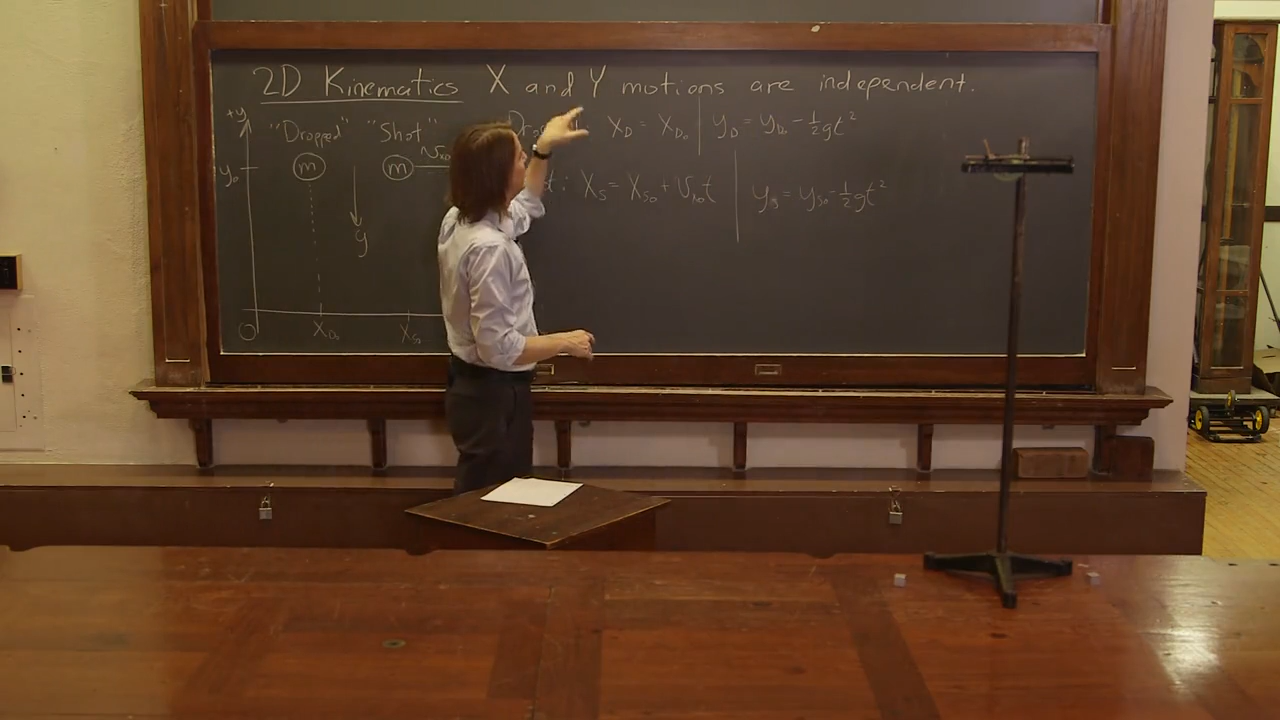 2D Kinematics X and Y motions are independent.
+y "Dropped" "Shot"
X_D = X_D₀ | y_D = y_D₀ - ½gt²
y₀ m m
X_S = X_S₀ + V_x₀t | y_S = y_S₀ - ½gt²
g
O X_D₀ X_S₀